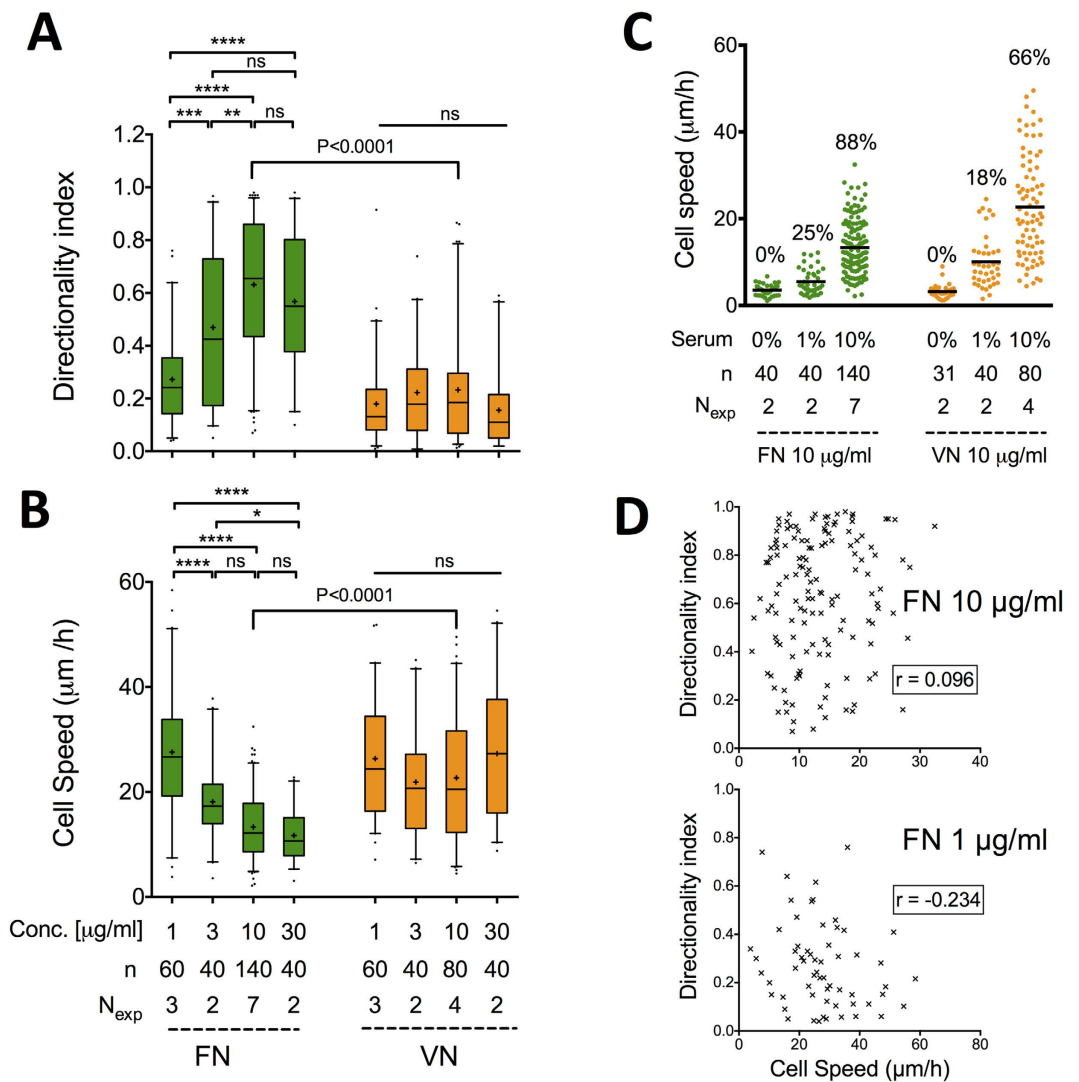 A
****
ns
****
*** ** ns
ns
P<0.0001
Directionality index
1.2
1.0
0.8
0.6
0.4
0.2
0.0
B
****
*
****
**** ns ns
ns
P<0.0001
Cell Speed (μm /h)
60
40
20
0
Conc. [μg/ml] 1 3 10 30 1 3 10 30
n 60 40 140 40 60 40 80 40
Nexp 3 2 7 2 3 2 4 2
FN VN
C
Cell speed (μm/h)
60
40
20
0
0% 25% 88% 0% 18% 66%
Serum 0% 1% 10% 0% 1% 10%
n 40 40 140 31 40 80
Nexp 2 2 7 2 2 4
FN 10 μg/ml VN 10 μg/ml
D
Directionality index
1.0
0.8
0.6
0.4
0.2
0.0
FN 10 μg/ml
r = 0.096
0 10 20 30 40
Directionality index
1.0
0.8
0.6
0.4
0.2
0.0
FN 1 μg/ml
r = -0.234
0 20 40 60 80
Cell Speed (μm/h)